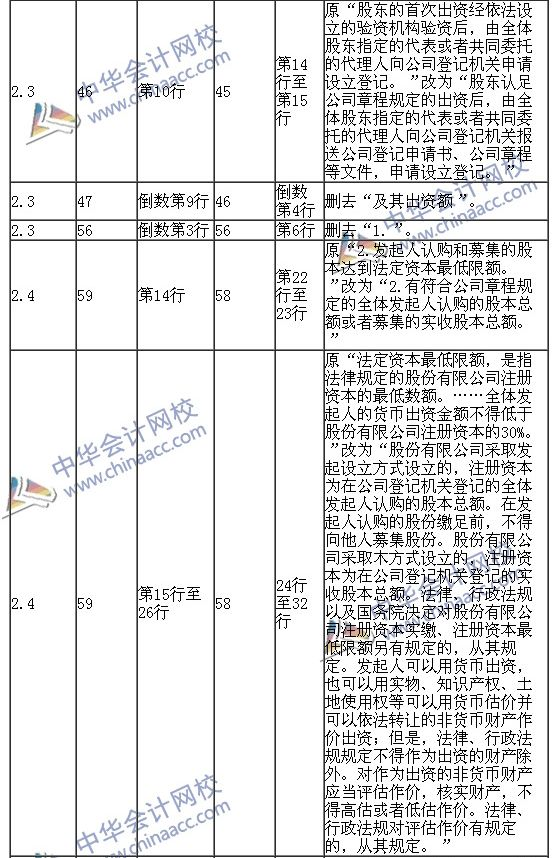 原“股东的首次出资经依法设
立的验资机构验资后，由全体
股东指定的代表或者共同委托
的代理人向公司登记机关申请
设立登记。”改为“股东认足
公司章程规定的出资后，由全
体股东指定的代表或者共同委
托的代理人向公司登记机关报
送公司登记申请书、公司章程
等文件，申请设立登记。”
2.3
46
第10行
45
第14
行至
第15
行
2.3
47
倒数第9行
46
倒数
第4行
删去“及其出资额”。
2.3
56
倒数第3行
56
第6行
删去“1.”。
2.4
59
第14行
58
第22
行至
23行
原“2.发起人认购和募集的股
本达到法定资本最低限额。
”改为“2.有符合公司章程规
定的全体发起人认购的股本总
额或者募集的实收股本总额。
”
2.4
59
第15行至
26行
58
24行
至32
行
原“法定资本最低限额，是指
法律规定的股份有限公司注册
资本的最低数额。……全体发
起人的货币出资金额不得低于
股份有限公司注册资本的30%。
”改为“股份有限公司采取发
起设立方式设立的，注册资本
为在公司登记机关登记的全体
发起人认购的股本总额。在发
起人认购的股份缴足前，不得
向他人募集股份。股份有限公
司采取木方式设立的，注册资
本为在公司登记机关登记的实
收股本总额。法律，行政法规
以及国务院决定对股份有限公
司注册资本实缴、注册资本最
低限额另有规定的，从其规
定。发起人可以用货币出资，
也可以用实物、知识产权、土
地使用权等可以用货币估价并
可以依法转让的非货币财产作
价出资；但是，法律、行政法
规规定不得作为出资的财产除
外。对作为出资的非货币财产
应当评估作价，核实财产，不
得高估或者低估作价。法律、
行政法规对评估作价有规定
的，从其规定。”
中华会计网校
www.chinaacc.com
中华会计网校
www.chinaacc.com
中华会计网校
www.chinaacc.com
中华会计网校
www.chinaacc.com
中华会计网校
www.chinaacc.com